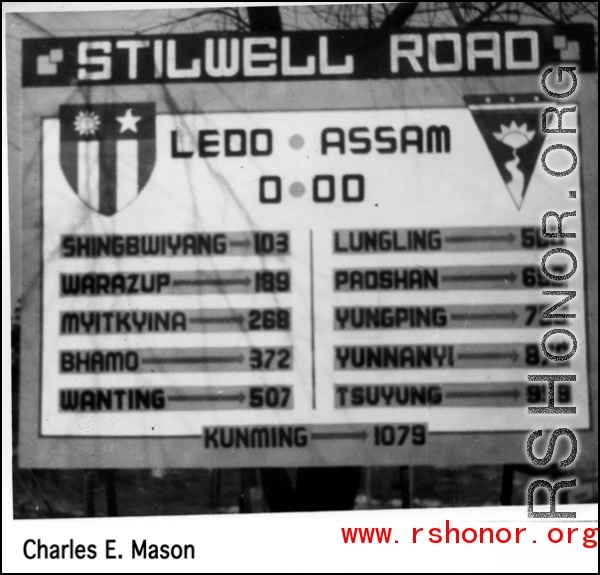 STILWELL ROAD
LEDO • ASSAM
0•00
SHINGBWIYANG → 103
WARAZUP → 189
MYITKYINA → 268
BHAMO → 372
WANTING → 507
LUNGLING →
PAOSHAN →
YUNGPING →
YUNNANYI →
TSUYUNG →
KUNMING → 1079
RSHONOR.ORG
www.rshonor.org
Charles E. Mason